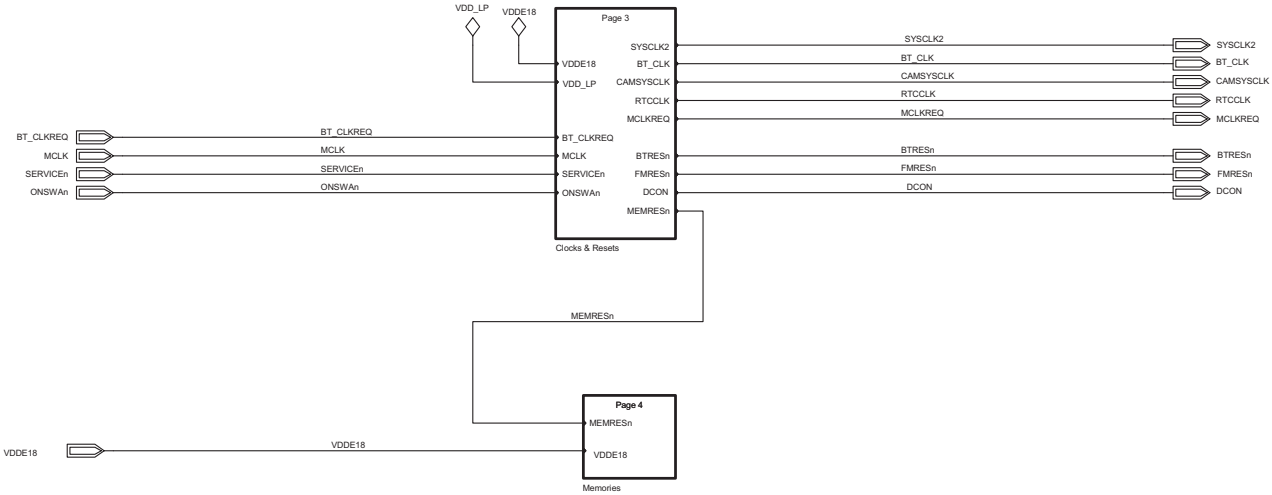 VDD_LP
VDDE18
Page 3
SYSCLK2
SYSCLK2
SYSCLK2
VDDE18
BT_CLK
BT_CLK
BT_CLK
VDD_LP
CAMSYSCLK
CAMSYSCLK
CAMSYSCLK
RTCCLK
RTCCLK
RTCCLK
MCLKREQ
MCLKREQ
MCLKREQ
BT_CLKREQ
BT_CLKREQ
BT_CLKREQ
MCLK
MCLK
MCLK
BTRESn
BTRESn
BTRESn
SERVICEn
SERVICEn
SERVICEn
FMRESn
FMRESn
FMRESn
ONSWAn
ONSWAn
ONSWAn
DCON
DCON
DCON
MEMRESn
Clocks & Resets
MEMRESn
Page 4
MEMRESn
VDDE18
VDDE18
VDDE18
Memories